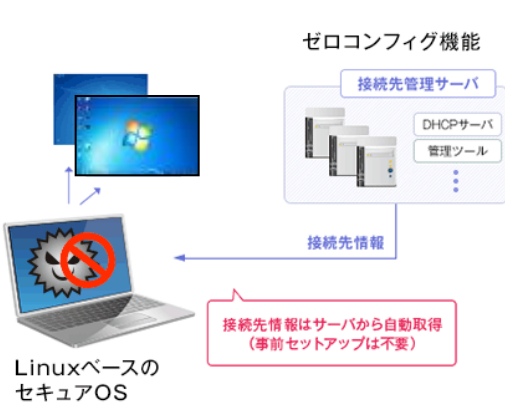 ゼロコンフィグ機能
接続先管理サーバ
DHCPサーバ
管理ツール
接続先情報
接続先情報はサーバから自動取得
（事前セットアップは不要）
Linuxベースの
セキュアOS